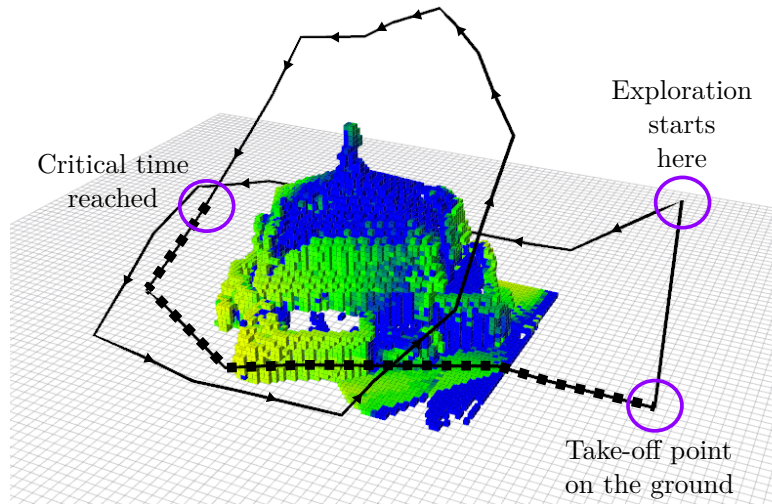 Exploration
starts
here
Critical time
reached
Take-off point
on the ground